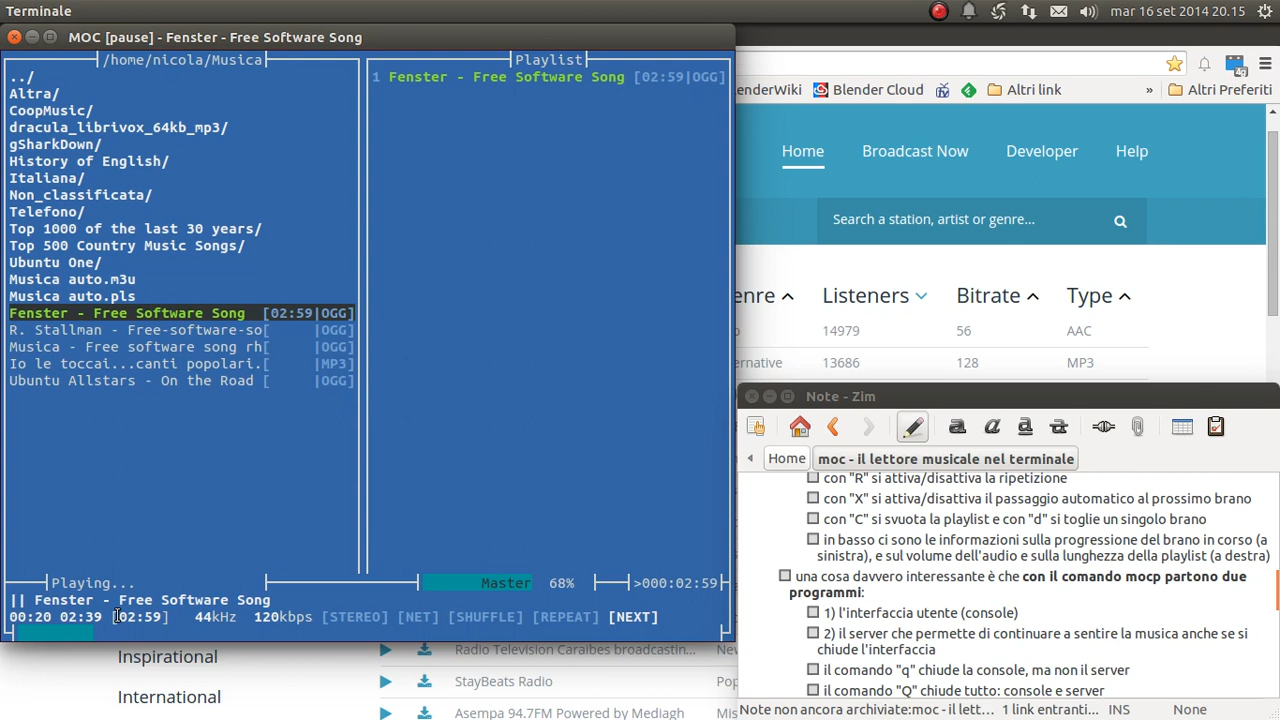 Terminale
mar 16 set 2014 20.15
MOC [pause] - Fenster - Free Software Song
/home/nicola/Musica
../
Altra/
CoopMusic/
dracula_librivox_64kb_mp3/
gSharkDown/
History of English/
Italiana/
Non_classificata/
Telefono/
Top 1000 of the last 30 years/
Top 500 Country Music Songs/
Ubuntu One/
Musica auto.m3u
Musica auto.pls
Fenster - Free Software Song [02:59|OGG]
R. Stallman - Free-software-so[ |OGG]
Musica - Free software song rh[ |OGG]
Io le toccai...canti popolari.[ |MP3]
Ubuntu Allstars - On the Road [ |OGG]
Playlist
1 Fenster - Free Software Song [02:59|OGG]
Playing...
Master 68%
>000:02:59
|| Fenster - Free Software Song
00:20 02:39 [02:59] 44kHz 120kbps [STEREO] [NET] [SHUFFLE] [REPEAT] [NEXT]
enderWiki Blender Cloud Altri link » Altri Preferiti
Home Broadcast Now Developer Help
Search a station, artist or genre...
enre Listeners Bitrate Type
14979 56 AAC
ernative 13686 128 MP3
Note - Zim
Home moc - il lettore musicale nel terminale
con "R" si attiva/disattiva la ripetizione
con "X" si attiva/disattiva il passaggio automatico al prossimo brano
con "C" si svuota la playlist e con "d" si toglie un singolo brano
in basso ci sono le informazioni sulla progressione del brano in corso (a
sinistra), e sul volume dell'audio e sulla lunghezza della playlist (a destra)
una cosa davvero interessante è che con il comando mocp partono due
programmi:
1) l'interfaccia utente (console)
2) il server che permette di continuare a sentire la musica anche se si
chiude l'interfaccia
il comando "q" chiude la console, ma non il server
il comando "Q" chiude tutto: console e server
Note non ancora archiviate:moc - il lett... 1 link entranti... INS None
Inspirational
International
Radio Television Caraibes broadcastin... New
StayBeats Radio Pop
Asempa 94.7FM Powered by Mediagh